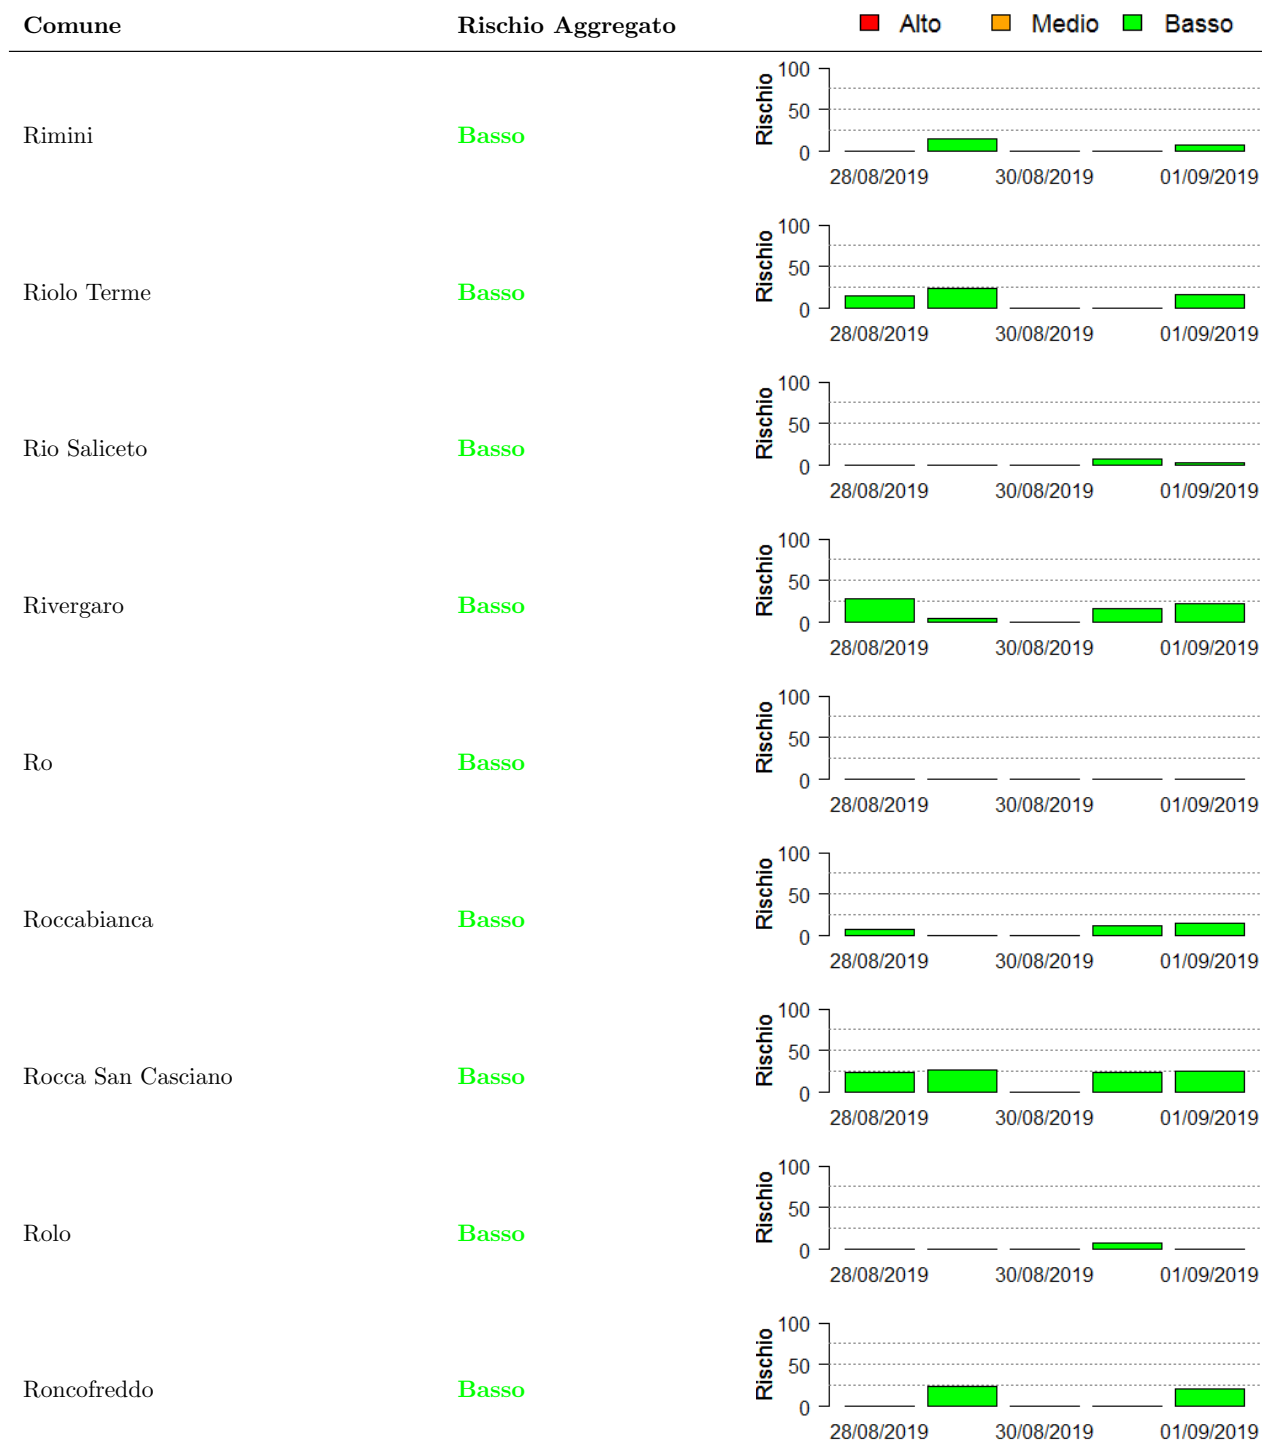 Comune Rischio Aggregato Alto Medio Basso
100
50
0
Rischio
Rimini Basso
28/08/2019 30/08/2019 01/09/2019
100
50
0
Rischio
Riolo Terme Basso
28/08/2019 30/08/2019 01/09/2019
100
50
0
Rischio
Rio Saliceto Basso
28/08/2019 30/08/2019 01/09/2019
100
50
0
Rischio
Rivergaro Basso
28/08/2019 30/08/2019 01/09/2019
100
50
0
Rischio
Ro Basso
28/08/2019 30/08/2019 01/09/2019
100
50
0
Rischio
Roccabianca Basso
28/08/2019 30/08/2019 01/09/2019
100
50
0
Rischio
Rocca San Casciano Basso
28/08/2019 30/08/2019 01/09/2019
100
50
0
Rischio
Rolo Basso
28/08/2019 30/08/2019 01/09/2019
100
50
0
Rischio
Roncofreddo Basso
28/08/2019 30/08/2019 01/09/2019